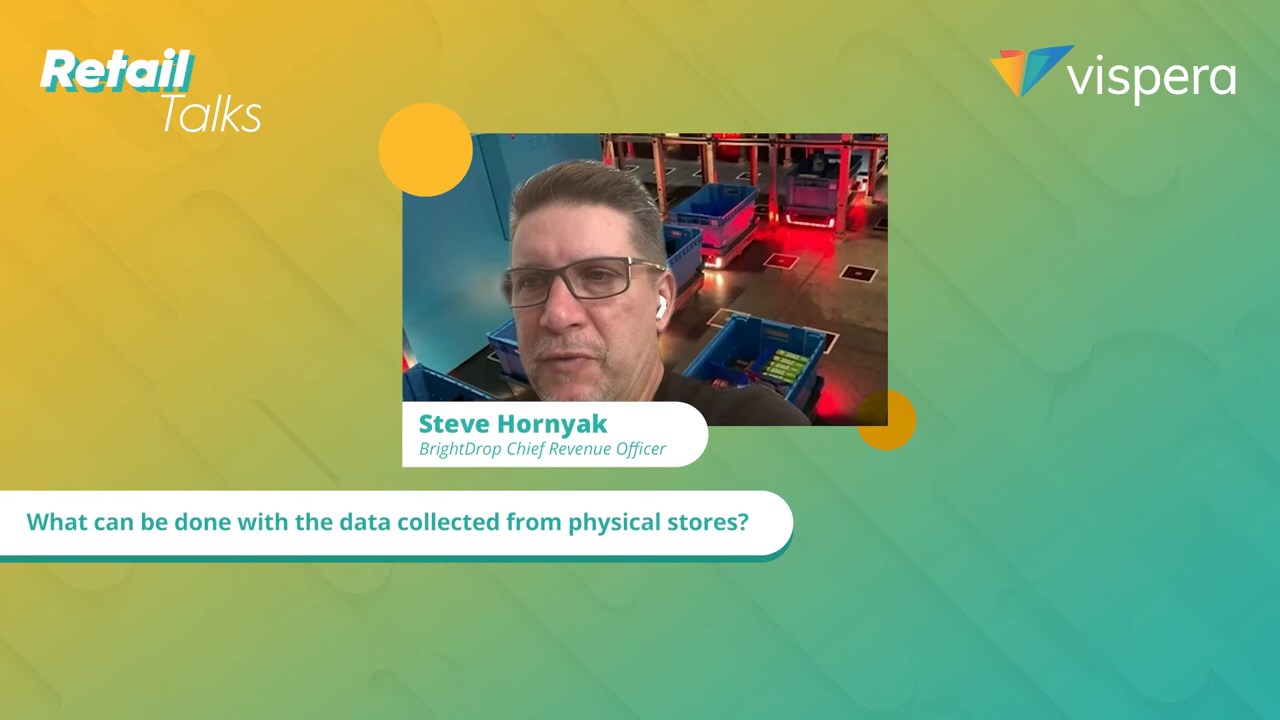 Retail
Talks
vispera
Steve Hornyak
BrightDrop Chief Revenue Officer
What can be done with the data collected from physical stores?